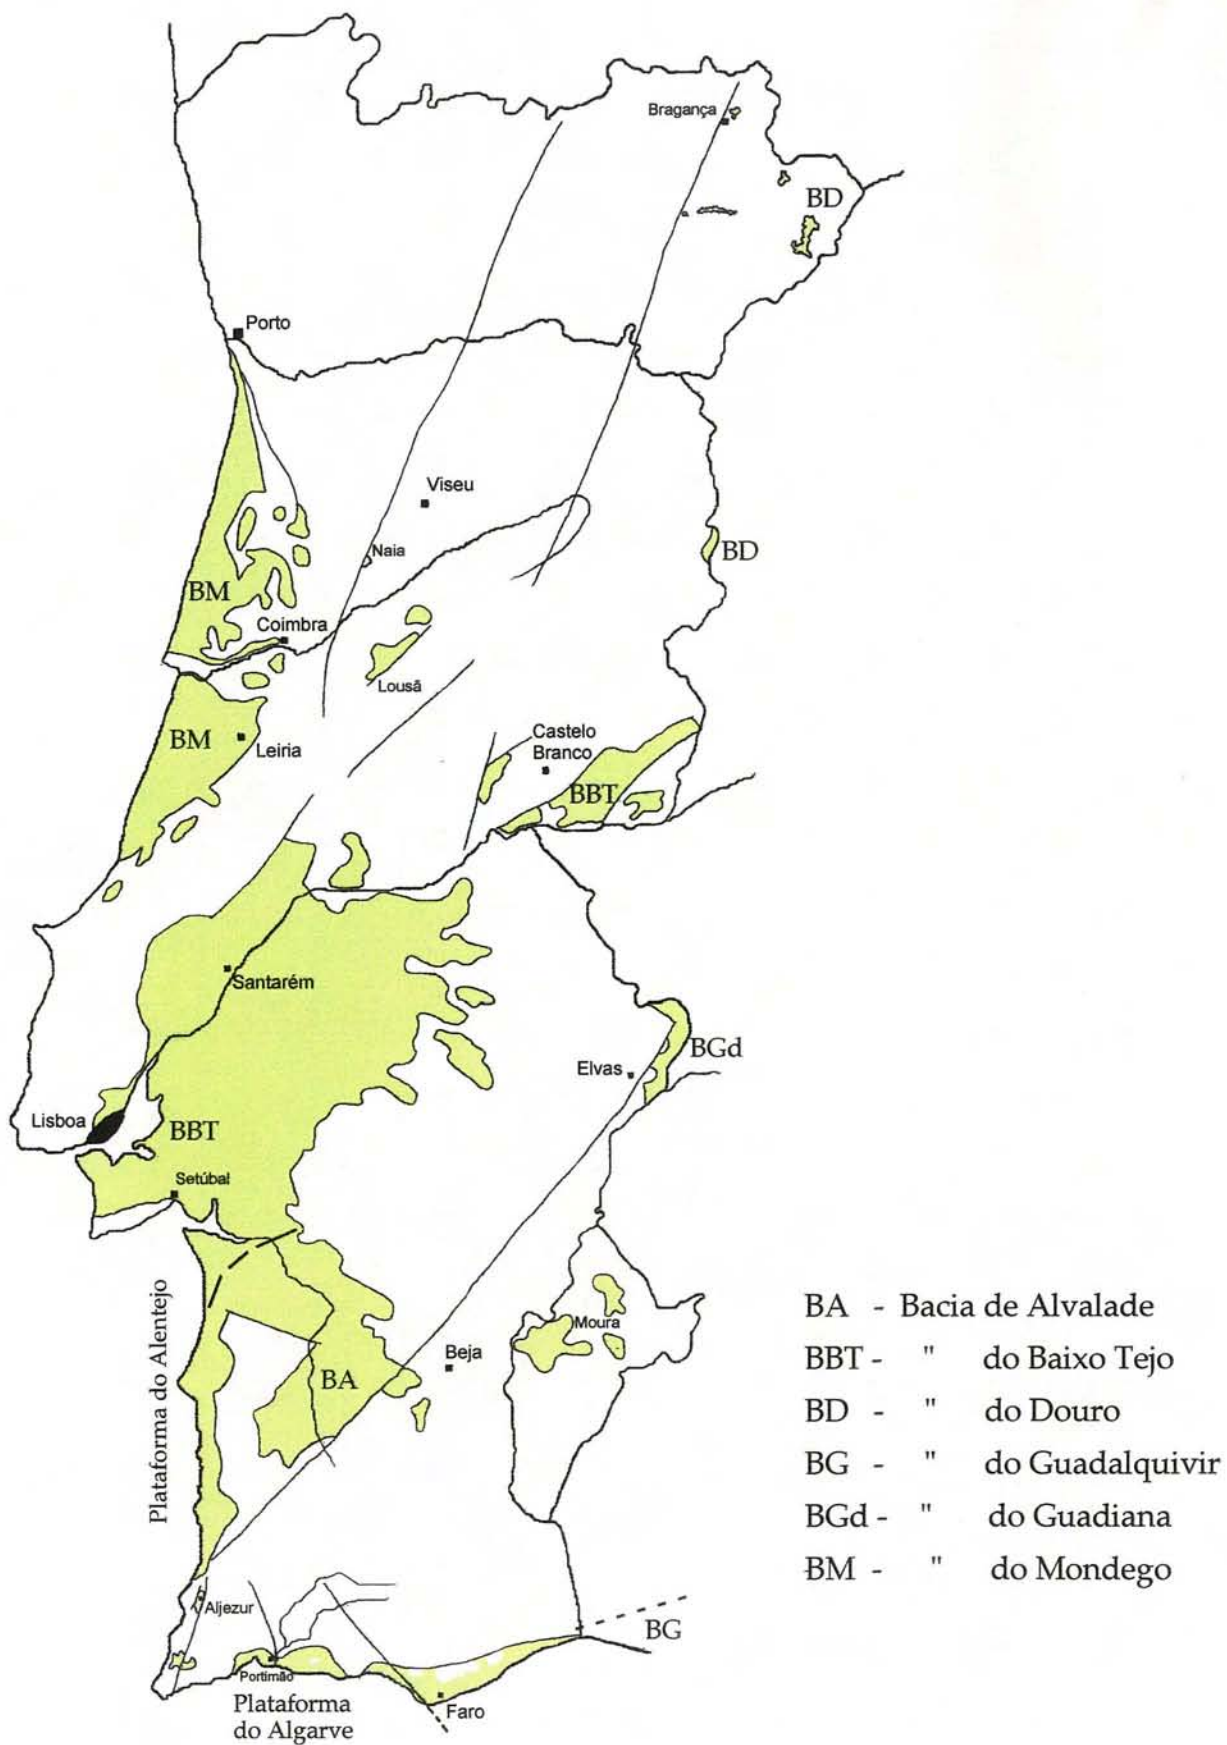 Bragança
BD
Porto
Viseu
Naia
BD
BM
Coimbra
Lousã
BM
Leiria
Castelo
Branco
BBT
Santarém
BGd
Elvas
Lisboa
BBT
Setúbal
Plataforma do Alentejo
Moura
Beja
BA
BA - Bacia de Alvalade
BBT - " do Baixo Tejo
BD - " do Douro
BG - " do Guadalquivir
BGd - " do Guadiana
BM - " do Mondego
Aljezur
BG
Portimão
Faro
Plataforma
do Algarve